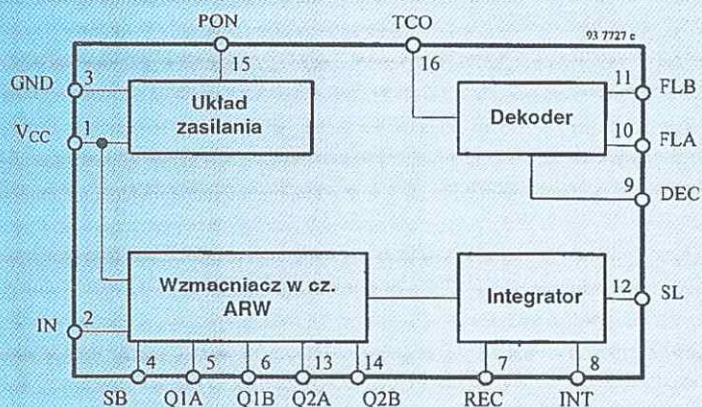 PON
TCO
93 7727 e
GND
3
15
16
11
FLB
Układ
zasilania
Dekoder
VCC
1
10
FLA
9
DEC
Wzmacniacz w cz.
ARW
Integrator
12
SL
IN
2
4
5
6
13
14
7
8
SB
Q1A
Q1B
Q2A
Q2B
REC
INT